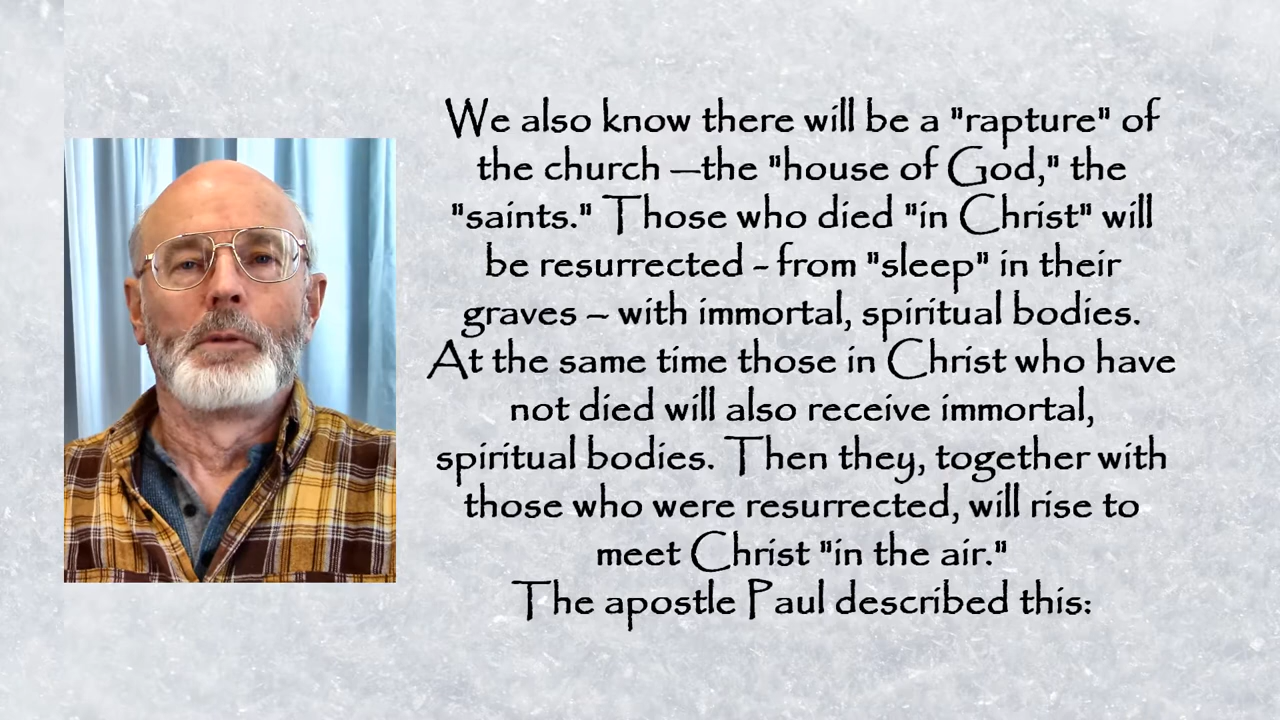 We also know there will be a "rapture" of
the church —the "house of God," the
"saints." Those who died "in Christ" will
be resurrected - from "sleep" in their
graves – with immortal, spiritual bodies.
At the same time those in Christ who have
not died will also receive immortal,
spiritual bodies. Then they, together with
those who were resurrected, will rise to
meet Christ "in the air."
The apostle Paul described this: